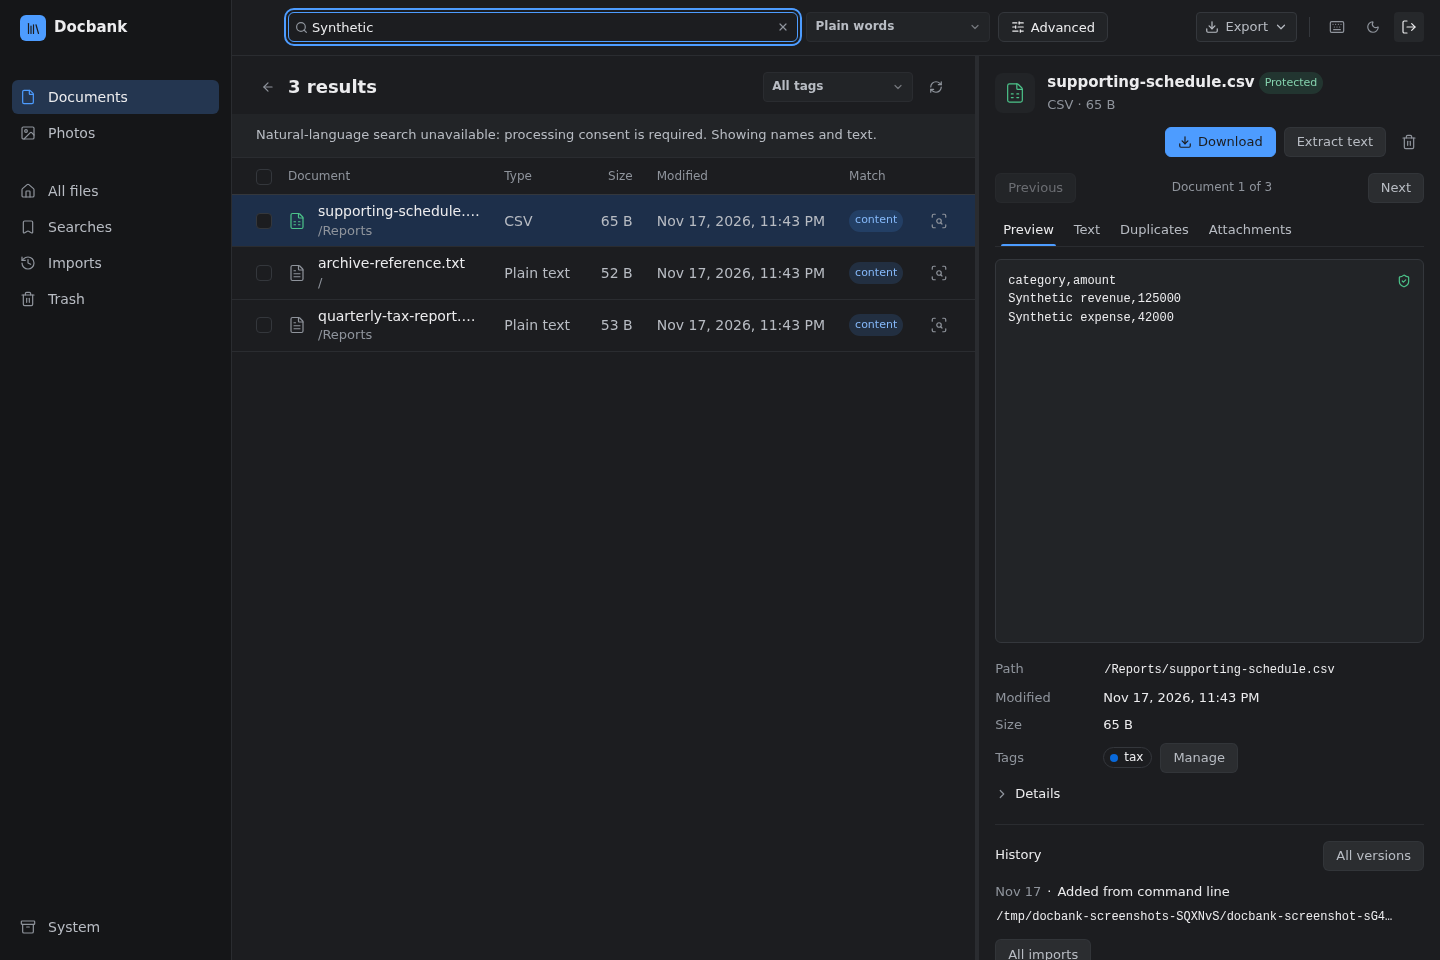 Docbank
Synthetic
Plain words
Advanced
Export
Documents
Photos
All files
Searches
Imports
Trash
System
3 results
All tags
Natural-language search unavailable: processing consent is required. Showing names and text.
Document Type Size Modified Match
supporting-schedule.... CSV 65 B Nov 17, 2026, 11:43 PM content
/Reports
archive-reference.txt Plain text 52 B Nov 17, 2026, 11:43 PM content
/
quarterly-tax-report.... Plain text 53 B Nov 17, 2026, 11:43 PM content
/Reports
supporting-schedule.csv Protected
CSV · 65 B
Download Extract text
Previous Document 1 of 3 Next
Preview Text Duplicates Attachments
category,amount
Synthetic revenue,125000
Synthetic expense,42000
Path /Reports/supporting-schedule.csv
Modified Nov 17, 2026, 11:43 PM
Size 65 B
Tags tax Manage
Details
History All versions
Nov 17 · Added from command line
/tmp/docbank-screenshots-SQXNvS/docbank-screenshot-sG4…
All imports